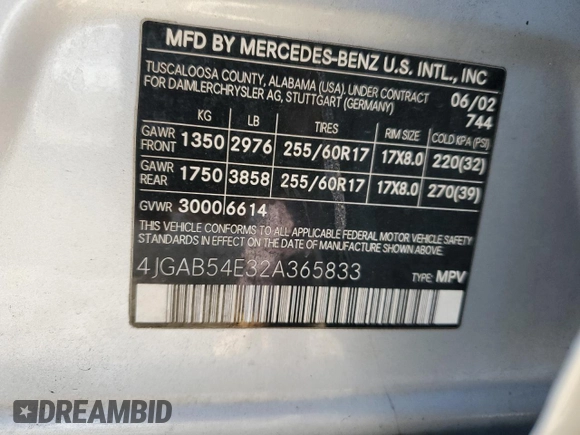 MFD BY MERCEDES-BENZ U.S. INTL., INC
TUSCALOOSA COUNTY, ALABAMA (USA). UNDER CONTRACT 06/02
FOR DAIMLERCHRYSLER AG, STUTTGART (GERMANY) 744
KG LB TIRES RIM SIZE COLD KPA (PSI)
GAWR FRONT 1350 2976 255/60R17 17X8.0 220(32)
GAWR REAR 1750 3858 255/60R17 17X8.0 270(39)
GVWR 3000 6614
THIS VEHICLE CONFORMS TO ALL APPLICABLE FEDERAL MOTOR VEHICLE SAFETY
STANDARDS IN EFFECT ON THE DATE OF MANUFACTURE SHOWN ABOVE
4JGAB54E32A365833 TYPE: MPV
DREAMBID